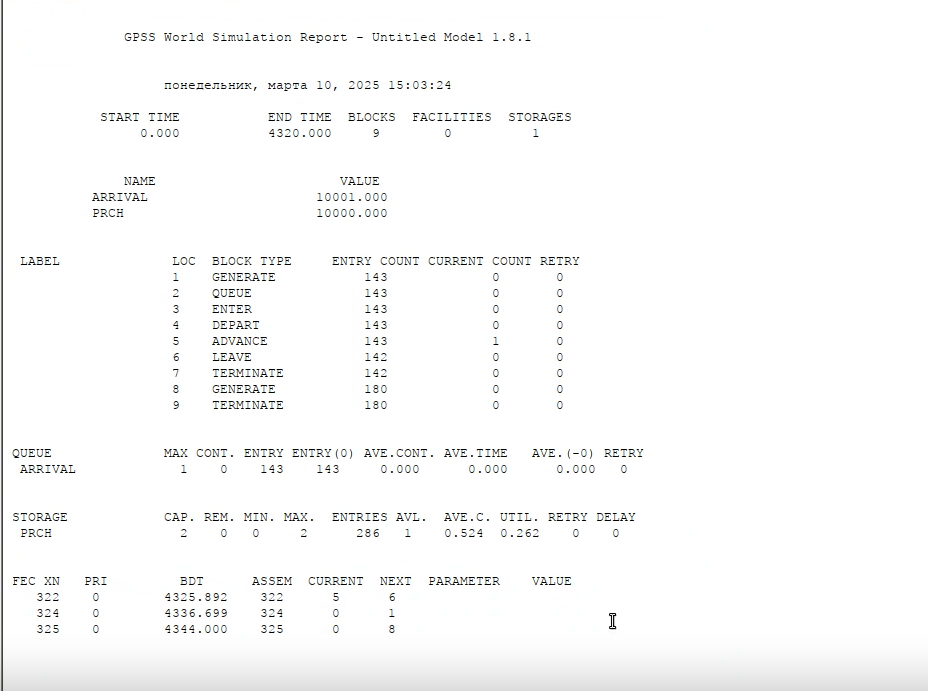 GPSS World Simulation Report - Untitled Model 1.8.1
понедельник, марта 10, 2025 15:03:24
START TIME END TIME BLOCKS FACILITIES STORAGES
0.000 4320.000 9 0 1
NAME VALUE
ARRIVAL 10001.000
PRCH 10000.000
LABEL LOC BLOCK TYPE ENTRY COUNT CURRENT COUNT RETRY
1 GENERATE 143 0 0
2 QUEUE 143 0 0
3 ENTER 143 0 0
4 DEPART 143 0 0
5 ADVANCE 143 1 0
6 LEAVE 142 0 0
7 TERMINATE 142 0 0
8 GENERATE 180 0 0
9 TERMINATE 180 0 0
QUEUE MAX CONT. ENTRY ENTRY(0) AVE.CONT. AVE.TIME AVE.(-0) RETRY
ARRIVAL 1 0 143 143 0.000 0.000 0.000 0
STORAGE CAP. REM. MIN. MAX. ENTRIES AVL. AVE.C. UTIL. RETRY DELAY
PRCH 2 0 0 2 286 1 0.524 0.262 0 0
FEC XN PRI BDT ASSEM CURRENT NEXT PARAMETER VALUE
322 0 4325.892 322 5 6
324 0 4336.699 324 0 1
325 0 4344.000 325 0 8